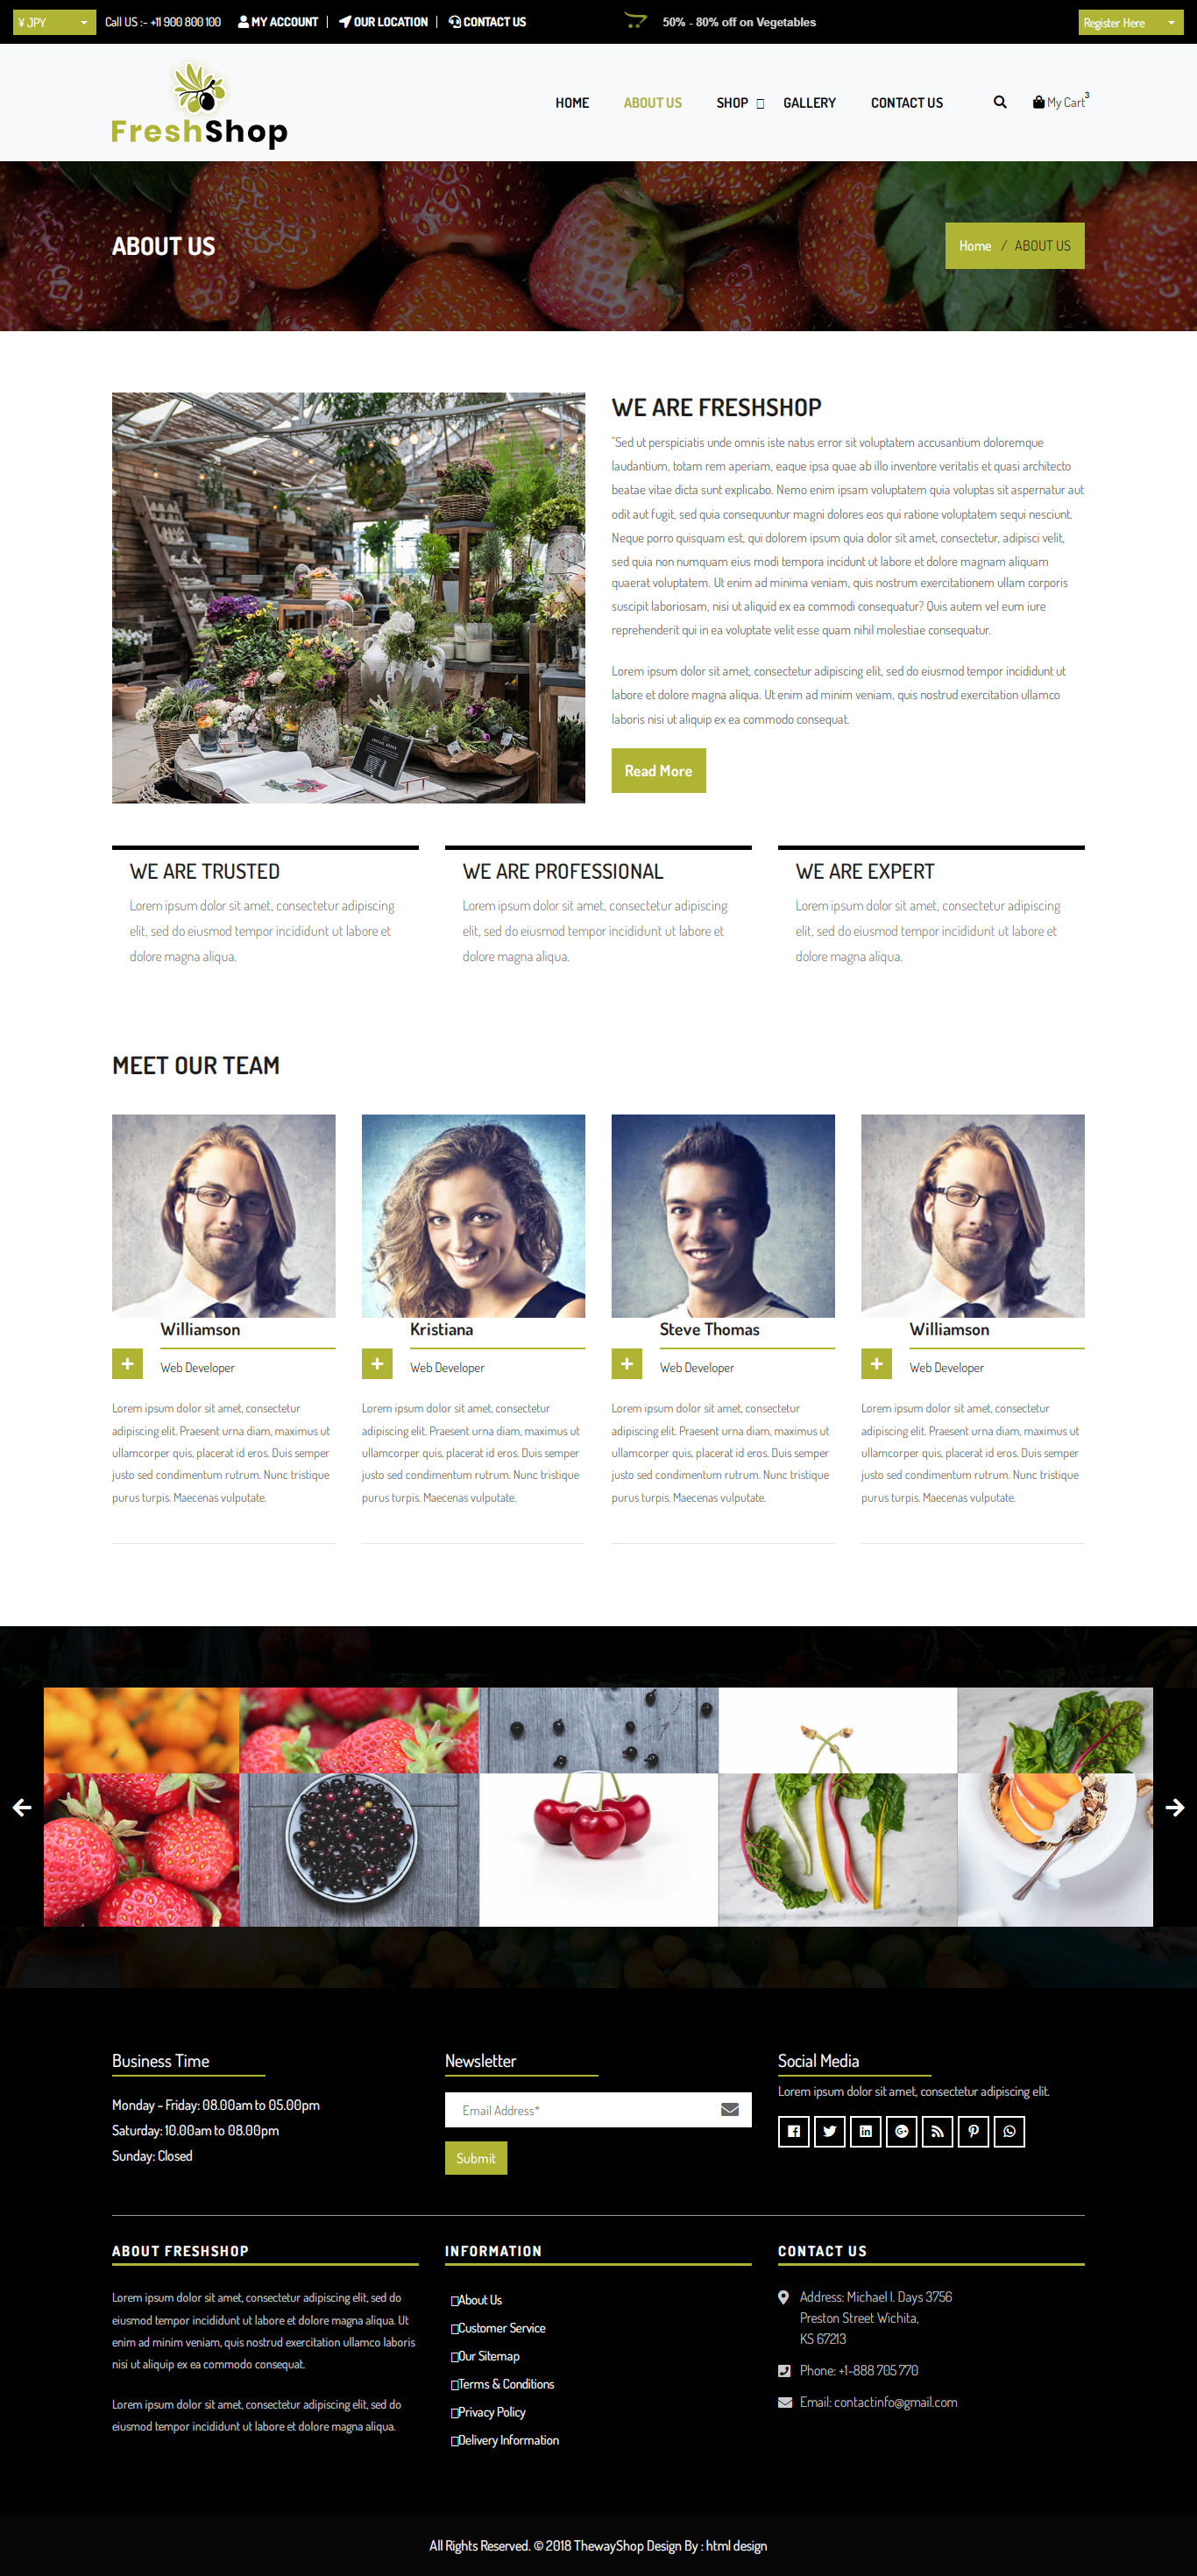 ¥ JPY
Call US :- +11 900 800 100
MY ACCOUNT
OUR LOCATION
CONTACT US
50% - 80% off on Vegetables
Register Here
FreshShop
HOME
ABOUT US
SHOP
GALLERY
CONTACT US
My Cart 3
ABOUT US
Home / ABOUT US
WE ARE FRESHSHOP
"Sed ut perspiciatis unde omnis iste natus error sit voluptatem accusantium doloremque
laudantium, totam rem aperiam, eaque ipsa quae ab illo inventore veritatis et quasi architecto
beatae vitae dicta sunt explicabo. Nemo enim ipsam voluptatem quia voluptas sit aspernatur aut
odit aut fugit, sed quia consequuntur magni dolores eos qui ratione voluptatem sequi nesciunt.
Neque porro quisquam est, qui dolorem ipsum quia dolor sit amet, consectetur, adipisci velit,
sed quia non numquam eius modi tempora incidunt ut labore et dolore magnam aliquam
quaerat voluptatem. Ut enim ad minima veniam, quis nostrum exercitationem ullam corporis
suscipit laboriosam, nisi ut aliquid ex ea commodi consequatur? Quis autem vel eum iure
reprehenderit qui in ea voluptate velit esse quam nihil molestiae consequatur.
Lorem ipsum dolor sit amet, consectetur adipiscing elit, sed do eiusmod tempor incididunt ut
labore et dolore magna aliqua. Ut enim ad minim veniam, quis nostrud exercitation ullamco
laboris nisi ut aliquip ex ea commodo consequat.
Read More
WE ARE TRUSTED
Lorem ipsum dolor sit amet, consectetur adipiscing
elit, sed do eiusmod tempor incididunt ut labore et
dolore magna aliqua.
WE ARE PROFESSIONAL
Lorem ipsum dolor sit amet, consectetur adipiscing
elit, sed do eiusmod tempor incididunt ut labore et
dolore magna aliqua.
WE ARE EXPERT
Lorem ipsum dolor sit amet, consectetur adipiscing
elit, sed do eiusmod tempor incididunt ut labore et
dolore magna aliqua.
MEET OUR TEAM
Williamson
Web Developer
Lorem ipsum dolor sit amet, consectetur
adipiscing elit. Praesent urna diam, maximus ut
ullamcorper quis, placerat id eros. Duis semper
justo sed condimentum rutrum. Nunc tristique
purus turpis. Maecenas vulputate.
Kristiana
Web Developer
Lorem ipsum dolor sit amet, consectetur
adipiscing elit. Praesent urna diam, maximus ut
ullamcorper quis, placerat id eros. Duis semper
justo sed condimentum rutrum. Nunc tristique
purus turpis. Maecenas vulputate.
Steve Thomas
Web Developer
Lorem ipsum dolor sit amet, consectetur
adipiscing elit. Praesent urna diam, maximus ut
ullamcorper quis, placerat id eros. Duis semper
justo sed condimentum rutrum. Nunc tristique
purus turpis. Maecenas vulputate.
Williamson
Web Developer
Lorem ipsum dolor sit amet, consectetur
adipiscing elit. Praesent urna diam, maximus ut
ullamcorper quis, placerat id eros. Duis semper
justo sed condimentum rutrum. Nunc tristique
purus turpis. Maecenas vulputate.
Business Time
Monday - Friday: 08.00am to 05.00pm
Saturday: 10.00am to 08.00pm
Sunday: Closed
Newsletter
Email Address*
Submit
Social Media
Lorem ipsum dolor sit amet, consectetur adipiscing elit.
ABOUT FRESHSHOP
Lorem ipsum dolor sit amet, consectetur adipiscing elit, sed do
eiusmod tempor incididunt ut labore et dolore magna aliqua. Ut
enim ad minim veniam, quis nostrud exercitation ullamco laboris
nisi ut aliquip ex ea commodo consequat.
Lorem ipsum dolor sit amet, consectetur adipiscing elit, sed do
eiusmod tempor incididunt ut labore et dolore magna aliqua.
INFORMATION
About Us
Customer Service
Our Sitemap
Terms & Conditions
Privacy Policy
Delivery Information
CONTACT US
Address: Michael I. Days 3756
Preston Street Wichita,
KS 67213
Phone: +1-888 705 770
Email: contactinfo@gmail.com
All Rights Reserved. © 2018 ThewayShop Design By : html design